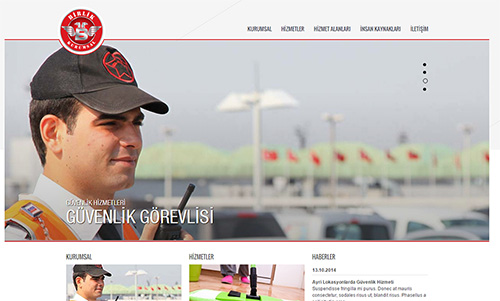 BİRLİK
KURUMSAL
KURUMSAL HİZMETLER HİZMET ALANLARI İNSAN KAYNAKLARI İLETİŞİM
GÜVENLİK HİZMETLERİ
GÜVENLİK GÖREVLİSİ
KURUMSAL
HİZMETLER
HABERLER
13.10.2014
Ayrı Lokasyonlarda Güvenlik Hizmeti
Suspendisse fringilla mi purus. Donec at mauris
consectetur, sodales risus ut, blandit risus. Phasellus a